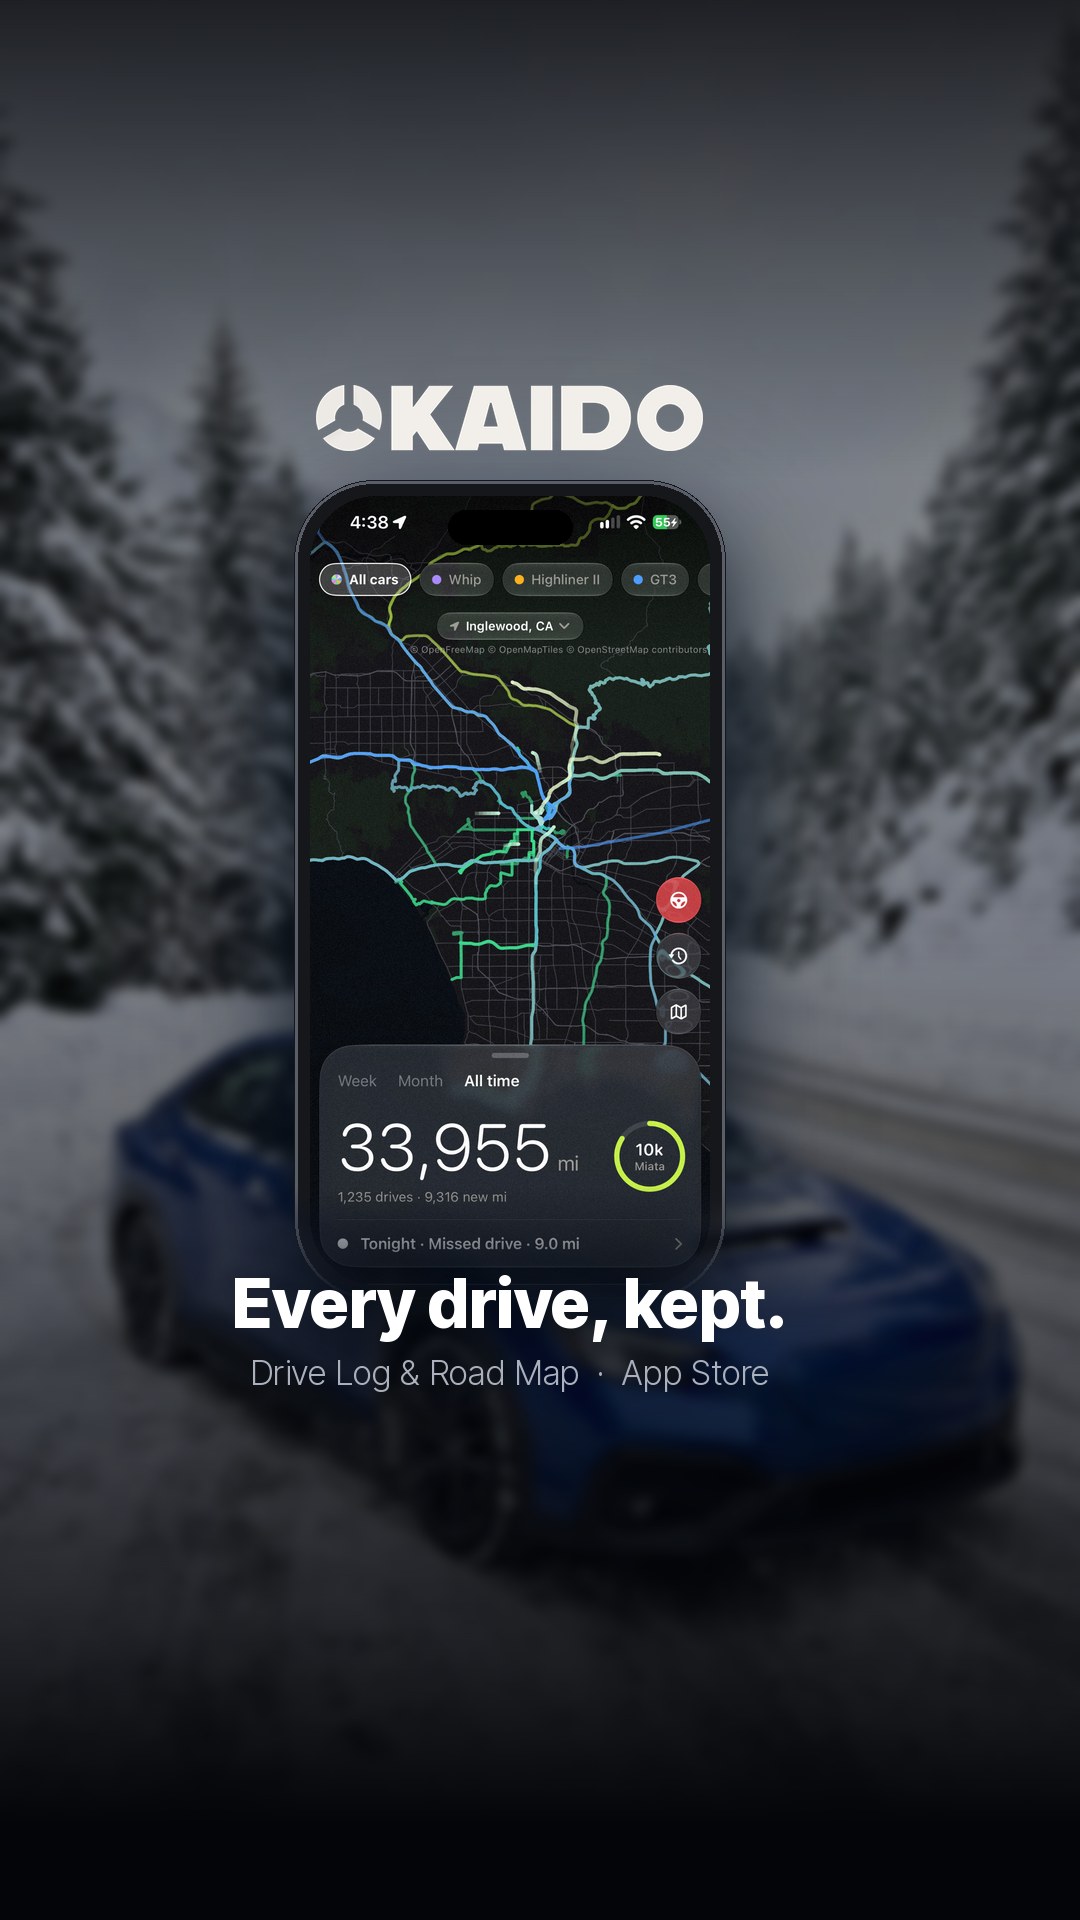 KAIDO
4:38
55
All cars
Whip
Highliner II
GT3
Inglewood, CA
© OpenFreeMap © OpenMapTiles © OpenStreetMap contributors
Week
Month
All time
33,955 mi
10k
Miata
1,235 drives · 9,316 new mi
Tonight · Missed drive · 9.0 mi
Every drive, kept.
Drive Log & Road Map · App Store